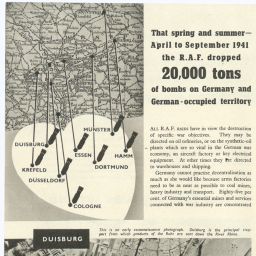 That spring and summer—
April to September 1941
the R.A.F. dropped
20,000 tons
of bombs on Germany and
German-occupied territory
MUNSTER
DUISBURG
ESSEN
HAMM
KREFELD
DORTMUND
DUSSELDORF
COLOGNE
ALL R.A.F. raids have in view the destruction
of specific war objectives. They may be
directed on oil refineries, or on the synthetic-oil
plants which are so vital in the German war
economy, an aircraft factory or key electrical
equipment. At other times they are directed
to warehouses and shipping.
Germany cannot practise decentralisation as
much as she would like because arms factories
need to be as near as possible to coal mines,
heavy industry and transport. Eighty-five per
cent of Germany's essential mines and services
connected with war industry are concentrated
DUISBURG
This is an early reconnaissance photograph. Duisburg is the principal river
port from which products of the Ruhr are sent down the River Rhine.